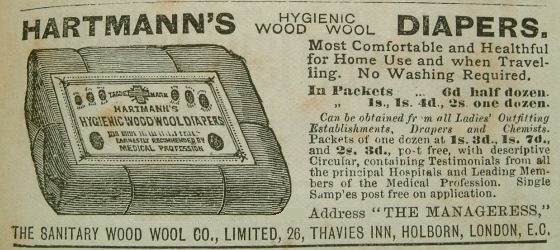 HARTMANN'S HYGIENIC WOOD WOOL DIAPERS.
Most Comfortable and Healthful
for Home Use and when Travel-
ling. No Washing Required.
In Packets ... 6d half dozen.
„ 1s., 1s. 4d., 2s. one dozen.
Can be obtained from all Ladies' Outfitting
Establishments, Drapers and Chemists.
Packets of one dozen at 1s. 3d., 1s. 7d.,
and 2s. 3d., post free, with descriptive
Circular, containing Testimonials from all
the principal Hospitals and Leading Mem-
bers of the Medical Profession. Single
Samples post free on application.
Address "THE MANAGERESS,"
TRADE MARK
HARTMANN'S
HYGIENIC WOOD WOOL DIAPERS
EARNESTLY RECOMMENDED BY
MEDICAL PROFESSION
THE SANITARY WOOD WOOL CO., LIMITED, 26, THAVIES INN, HOLBORN, LONDON, E.C.